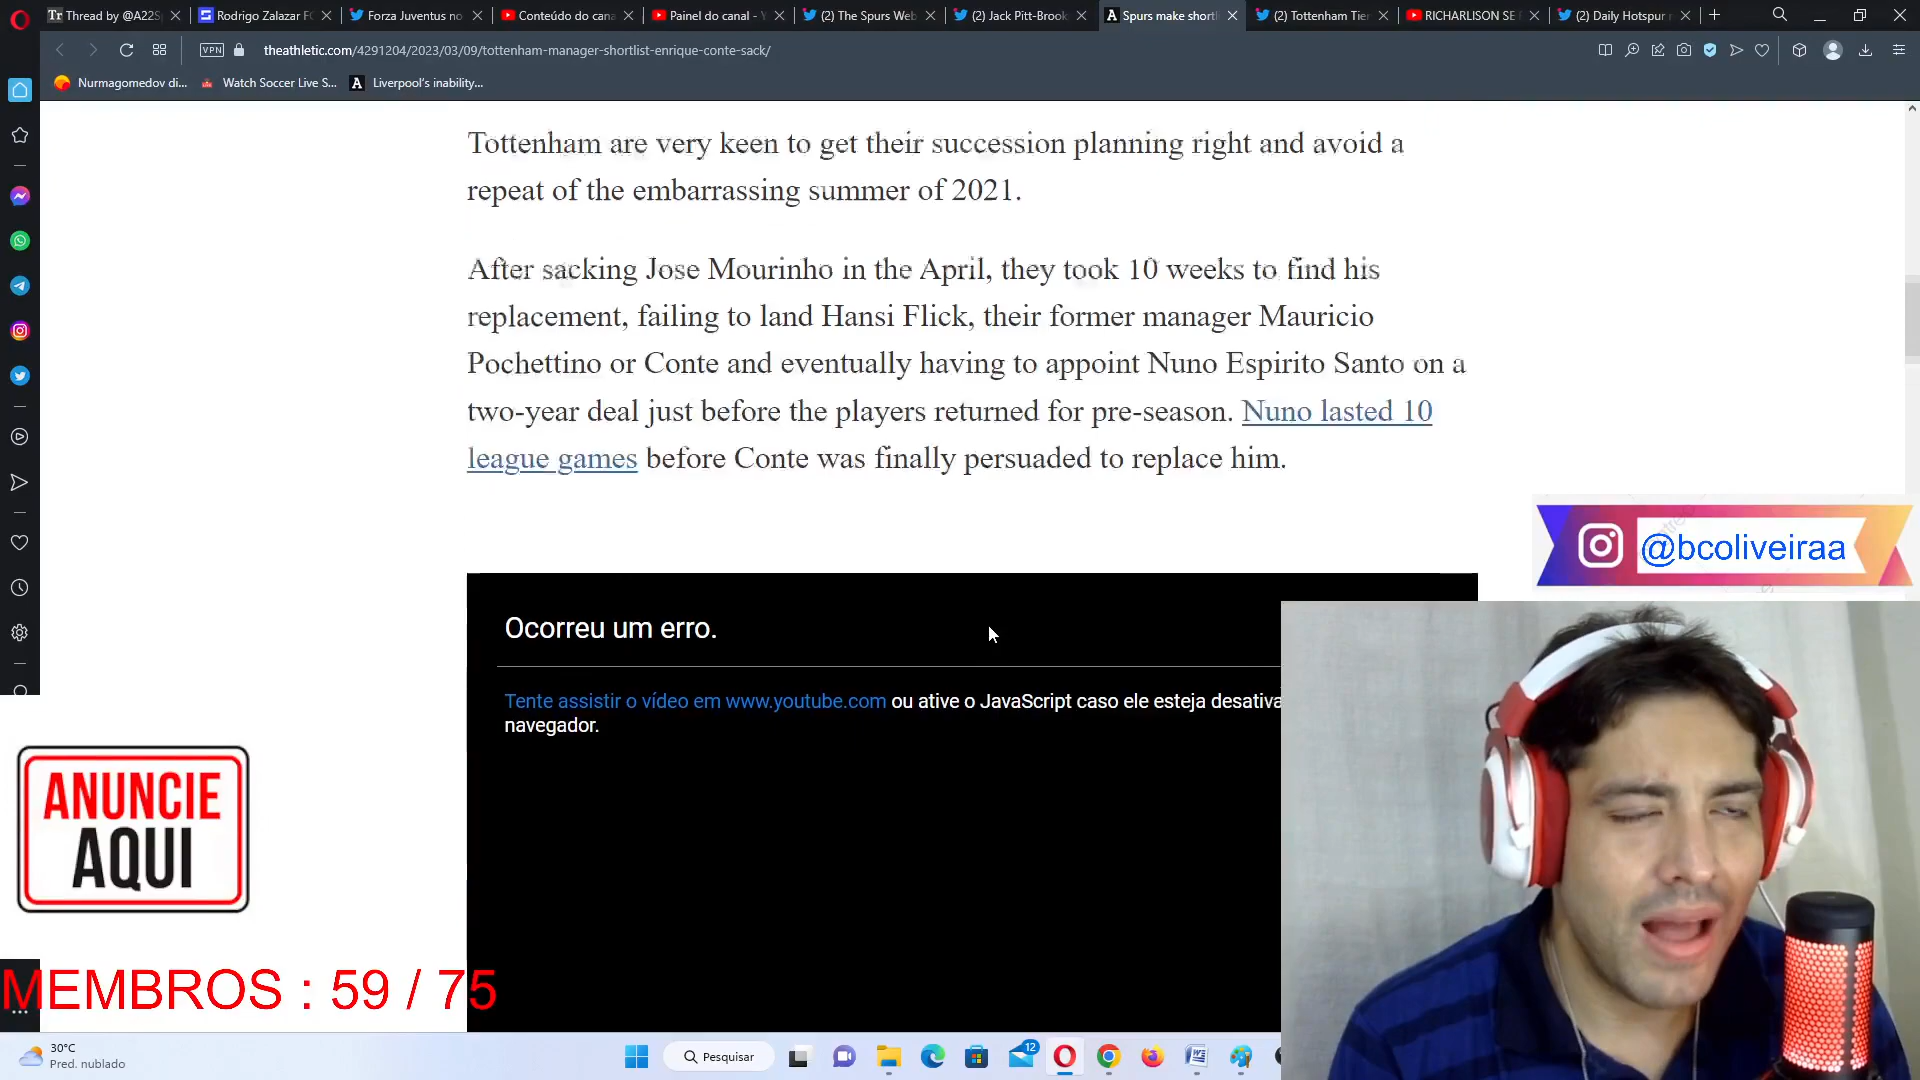 Tr Thread by @A22S
Rodrigo Zalazar FC
Forza Juventus no
Conteúdo do cana
Painel do canal - Y
(2) The Spurs Web
(2) Jack Pitt-Brook
A Spurs make shortl
(2) Tottenham Tier
RICHARLISON SE
(2) Daily Hotspur
VPN
theathletic.com/4291204/2023/03/09/tottenham-manager-shortlist-enrique-conte-sack/
Nurmagomedov di...
Watch Soccer Live S...
A Liverpool's inability...
Tottenham are very keen to get their succession planning right and avoid a
repeat of the embarrassing summer of 2021.
After sacking Jose Mourinho in the April, they took 10 weeks to find his
replacement, failing to land Hansi Flick, their former manager Mauricio
Pochettino or Conte and eventually having to appoint Nuno Espirito Santo on a
two-year deal just before the players returned for pre-season. Nuno lasted 10
league games before Conte was finally persuaded to replace him.
@bcoliveiraa
Ocorreu um erro.
Tente assistir o vídeo em www.youtube.com ou ative o JavaScript caso ele esteja desativa
navegador.
ANUNCIE
AQUI
MEMBROS : 59 / 75
30°C
Pred. nublado
Pesquisar
12